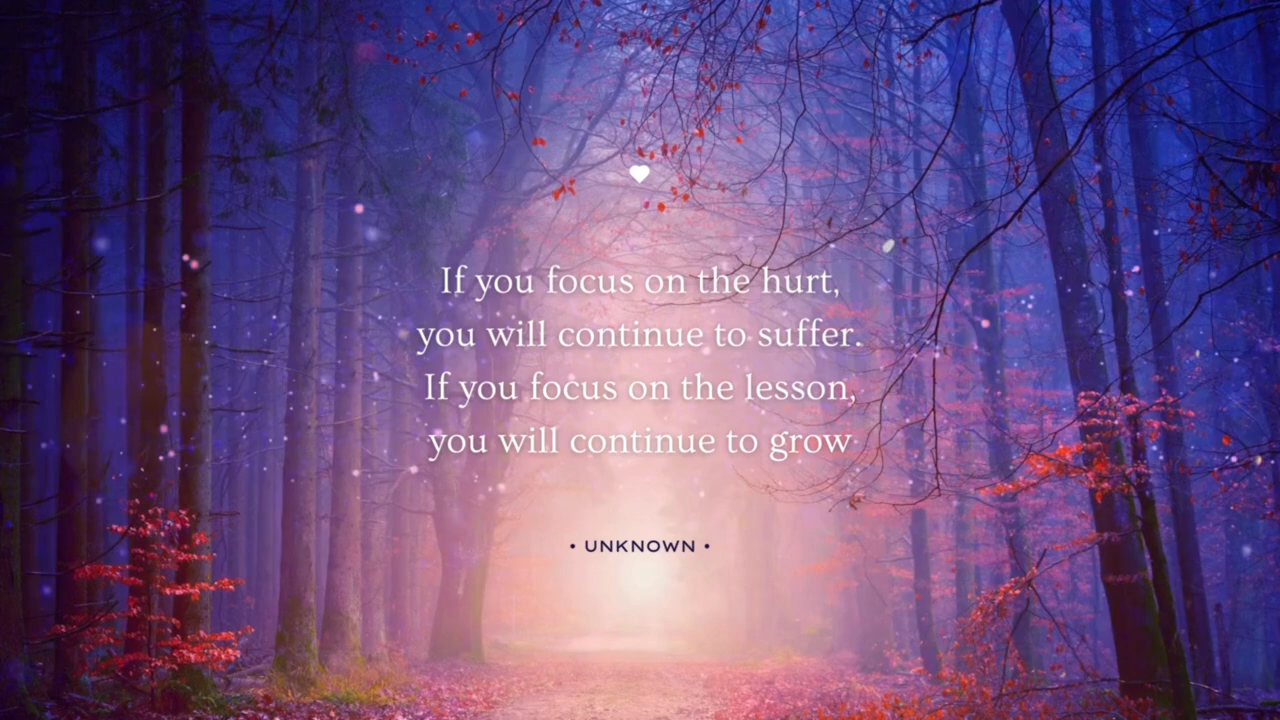 If you focus on the hurt,
you will continue to suffer.
If you focus on the lesson,
you will continue to grow
• UNKNOWN •